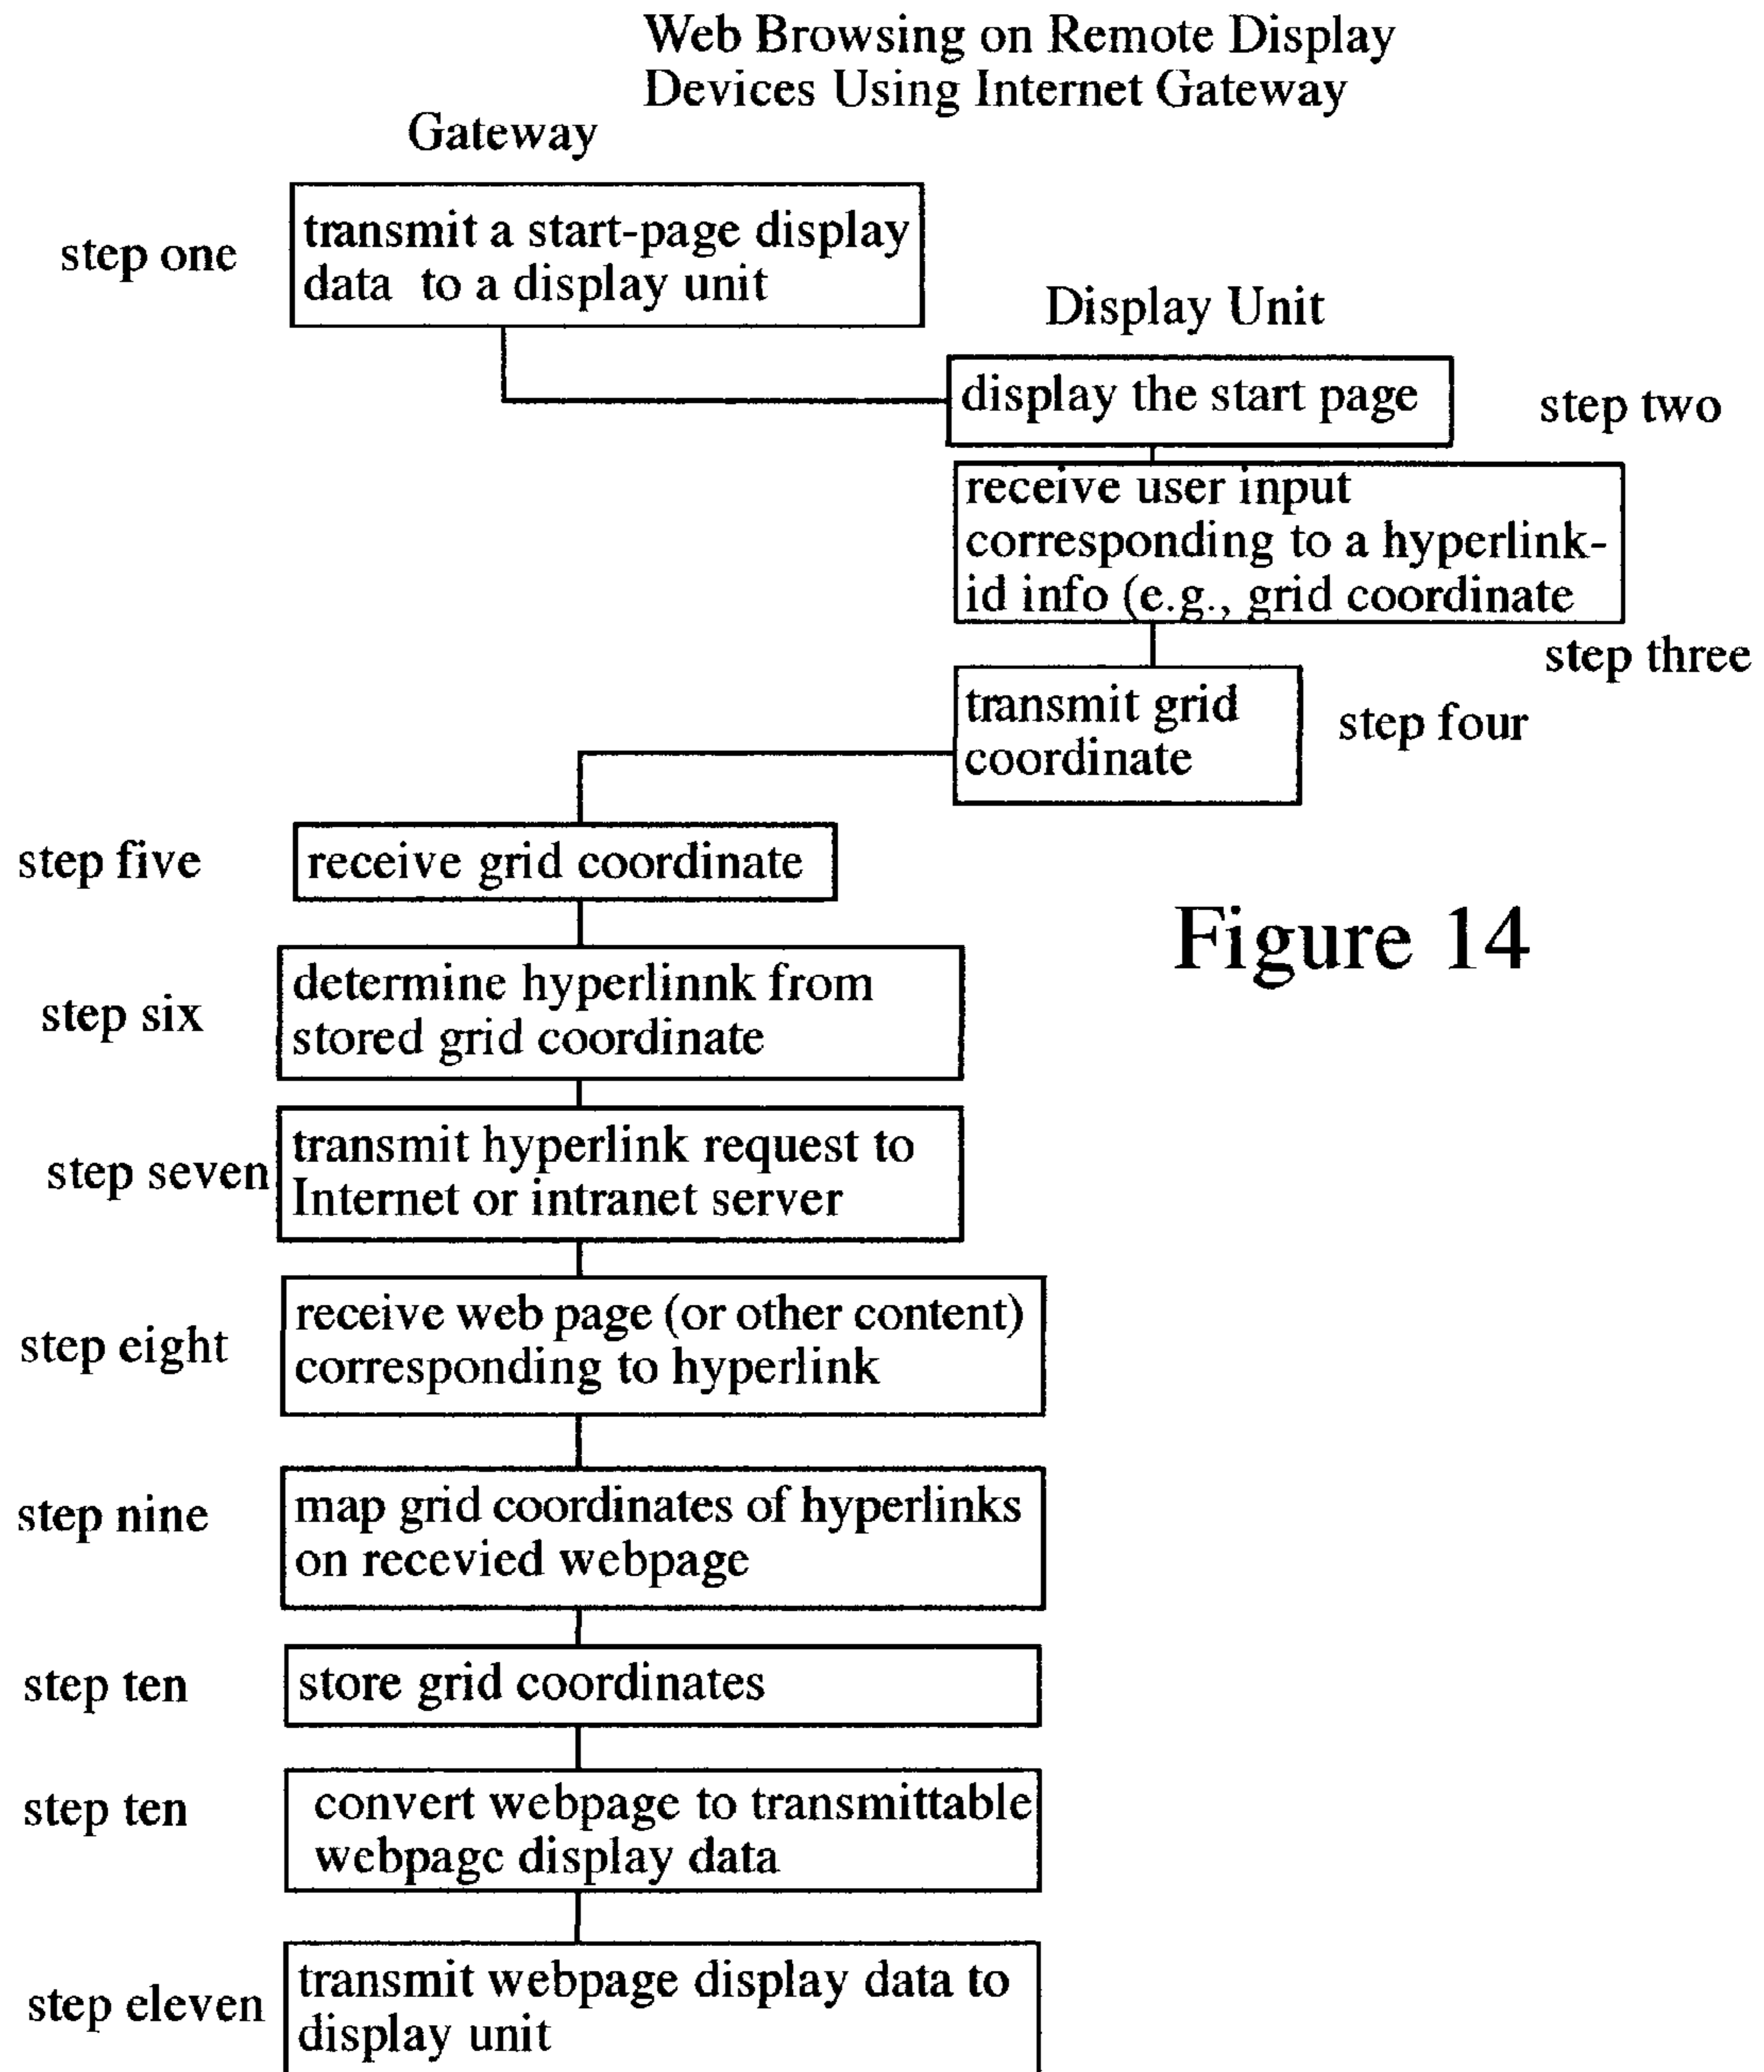 Web Browsing on Remote Display
Devices Using Internet Gateway
Gateway
step one
transmit a start-page display
data to a display unit
Display Unit
display the start page
step two
receive user input
corresponding to a hyperlink-
id info (e.g., grid coordinate
step three
transmit grid
coordinate
step four
step five
receive grid coordinate
Figure 14
step six
determine hyperlinnk from
stored grid coordinate
step seven
transmit hyperlink request to
Internet or intranet server
step eight
receive web page (or other content)
corresponding to hyperlink
step nine
map grid coordinates of hyperlinks
on recevied webpage
step ten
store grid coordinates
step ten
convert webpage to transmittable
webpage display data
step eleven
transmit webpage display data to
display unit